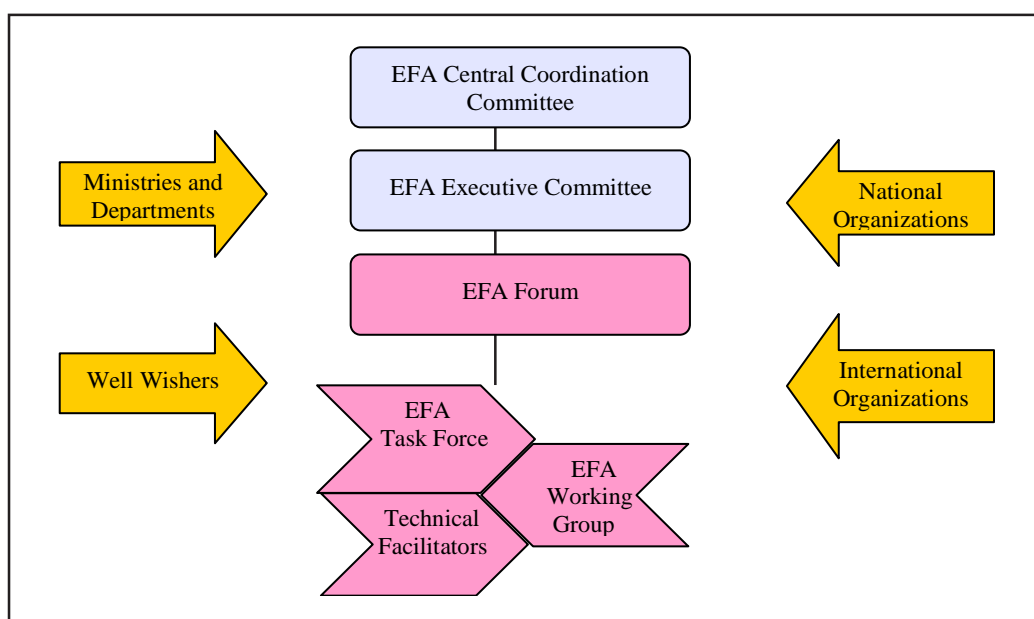 EFA Central Coordination
Committee
Ministries and
Departments
EFA Executive Committee
National
Organizations
EFA Forum
Well Wishers
International
Organizations
EFA
Task Force
EFA
Working
Group
Technical
Facilitators